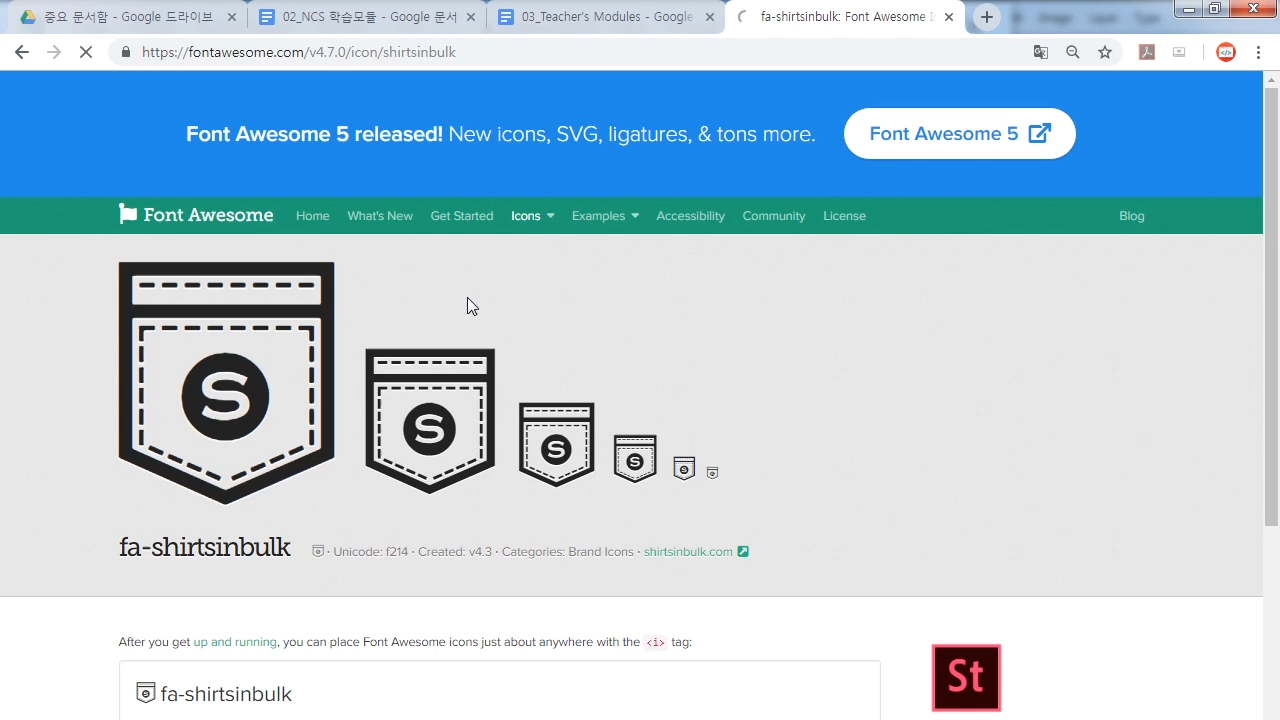 중요 문서함 - Google 드라이브
02_NCS 학습모듈 - Google 문서
03_Teacher's Modules - Google
fa-shirtsinbulk: Font Awesome I
https://fontawesome.com/v4.7.0/icon/shirtsinbulk
Font Awesome 5 released! New icons, SVG, ligatures, & tons more.
Font Awesome 5
Font Awesome Home What's New Get Started Icons Examples Accessibility Community License Blog
S S S S S S
fa-shirtsinbulk · Unicode: f214 · Created: v4.3 · Categories: Brand Icons · shirtsinbulk.com
After you get up and running, you can place Font Awesome icons just about anywhere with the <i> tag:
fa-shirtsinbulk
St